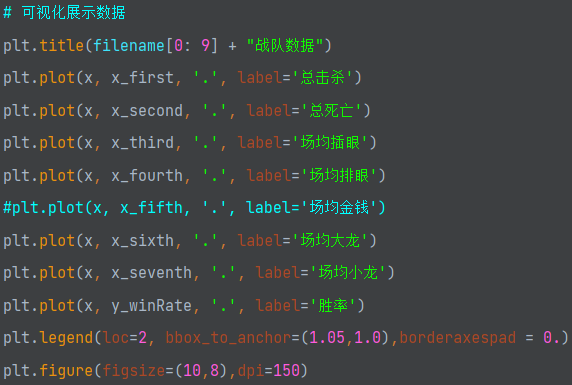 # 可视化展示数据
plt.title(filename[0: 9] + "战队数据")
plt.plot(x, x_first, '.', label='总击杀')
plt.plot(x, x_second, '.', label='总死亡')
plt.plot(x, x_third, '.', label='场均插眼')
plt.plot(x, x_fourth, '.', label='场均排眼')
#plt.plot(x, x_fifth, '.', label='场均金钱')
plt.plot(x, x_sixth, '.', label='场均大龙')
plt.plot(x, x_seventh, '.', label='场均小龙')
plt.plot(x, y_winRate, '.', label='胜率')
plt.legend(loc=2, bbox_to_anchor=(1.05,1.0),borderaxespad = 0.)
plt.figure(figsize=(10,8),dpi=150)